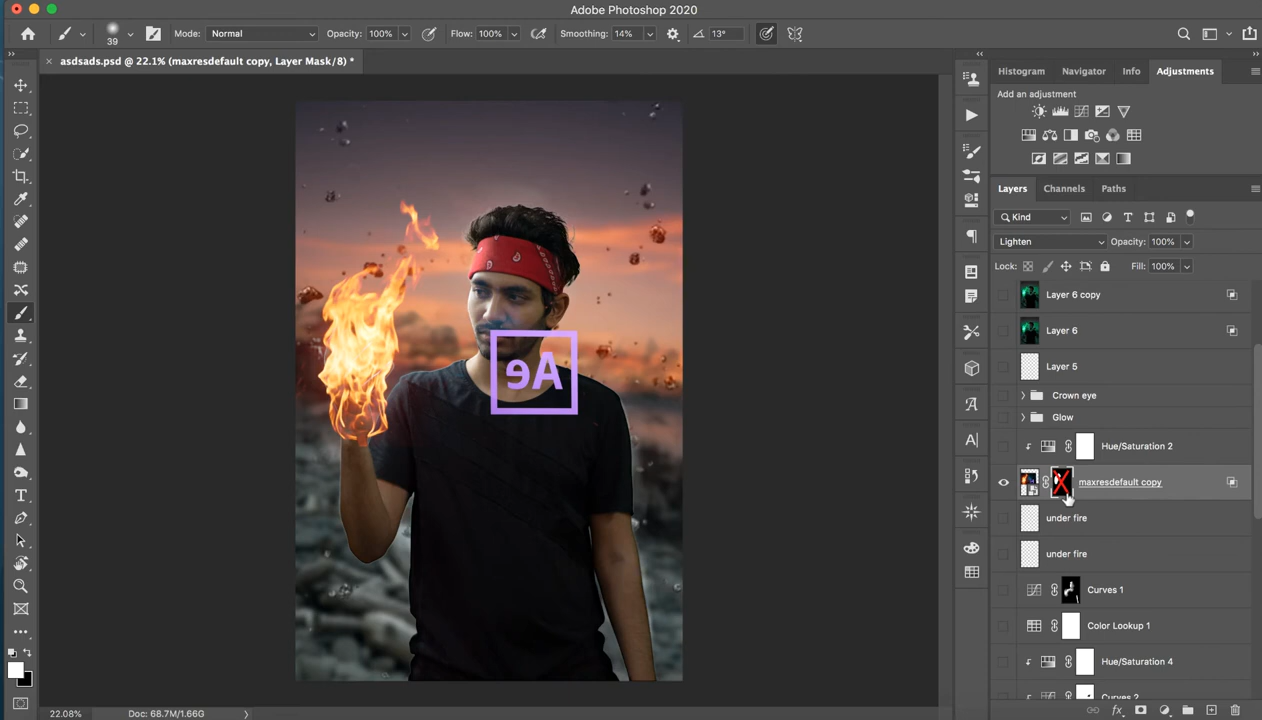 Adobe Photoshop 2020
39
Mode: Normal
Opacity: 100%
Flow: 100%
Smoothing: 14%
13°
asdsads.psd @ 22.1% (maxresdefault copy, Layer Mask/8) *
Histogram
Navigator
Info
Adjustments
Add an adjustment
Layers
Channels
Paths
Kind
Lighten
Opacity: 100%
Lock:
Fill: 100%
Layer 6 copy
Layer 6
Layer 5
Crown eye
Glow
Hue/Saturation 2
maxresdefault copy
under fire
under fire
Curves 1
Color Lookup 1
Hue/Saturation 4
Curves 2
Ae
22.08%
Doc: 68.7M/1.66G